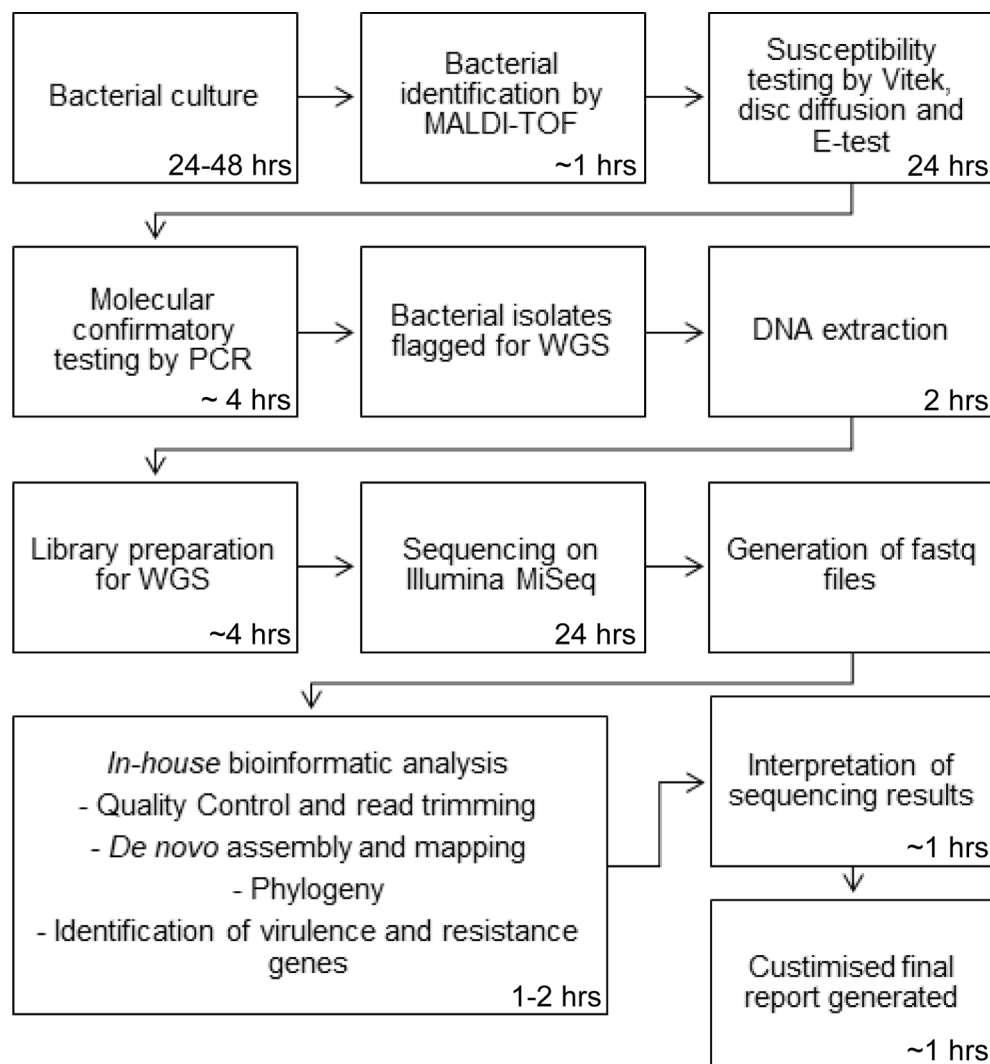 Bacterial culture
24-48 hrs
Bacterial
identification by
MALDI-TOF
~1 hrs
Susceptibility
testing by Vitek,
disc diffusion and
E-test
24 hrs
Molecular
confirmatory
testing by PCR
~ 4 hrs
Bacterial isolates
flagged for WGS
DNA extraction
2 hrs
Library preparation
for WGS
~4 hrs
Sequencing on
Illumina MiSeq
24 hrs
Generation of fastq
files
In-house bioinformatic analysis
- Quality Control and read trimming
- De novo assembly and mapping
- Phylogeny
- Identification of virulence and resistance
genes
1-2 hrs
Interpretation of
sequencing results
~1 hrs
Custimised final
report generated
~1 hrs